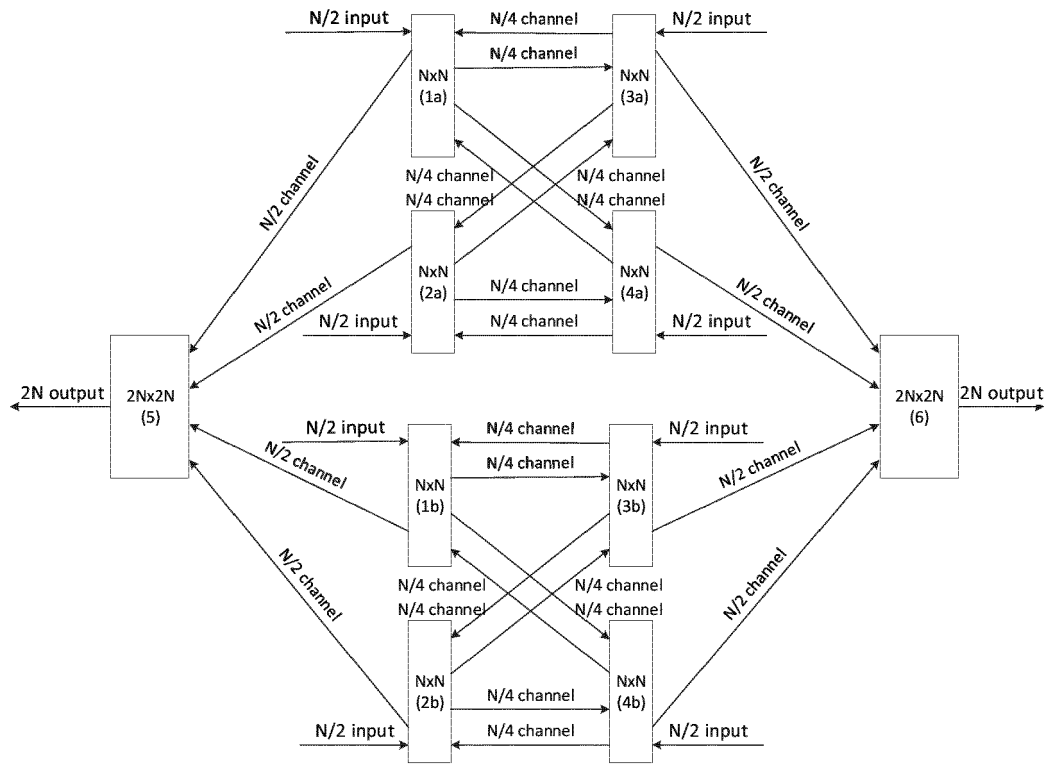 N/2 input
N/4 channel
N/2 input
N/4 channel
NxN
(1a)
NxN
(3a)
N/2 channel
N/4 channel
N/4 channel
N/2 channel
N/4 channel
N/4 channel
NxN
(2a)
NxN
(4a)
N/2 channel
N/4 channel
N/2 channel
N/2 input
N/4 channel
N/2 input
2N output
2Nx2N
(5)
2Nx2N
(6)
2N output
N/2 input
N/4 channel
N/2 input
N/2 channel
N/4 channel
N/2 channel
NxN
(1b)
NxN
(3b)
N/2 channel
N/4 channel
N/4 channel
N/2 channel
N/4 channel
N/4 channel
NxN
(2b)
NxN
(4b)
N/4 channel
N/2 input
N/4 channel
N/2 input